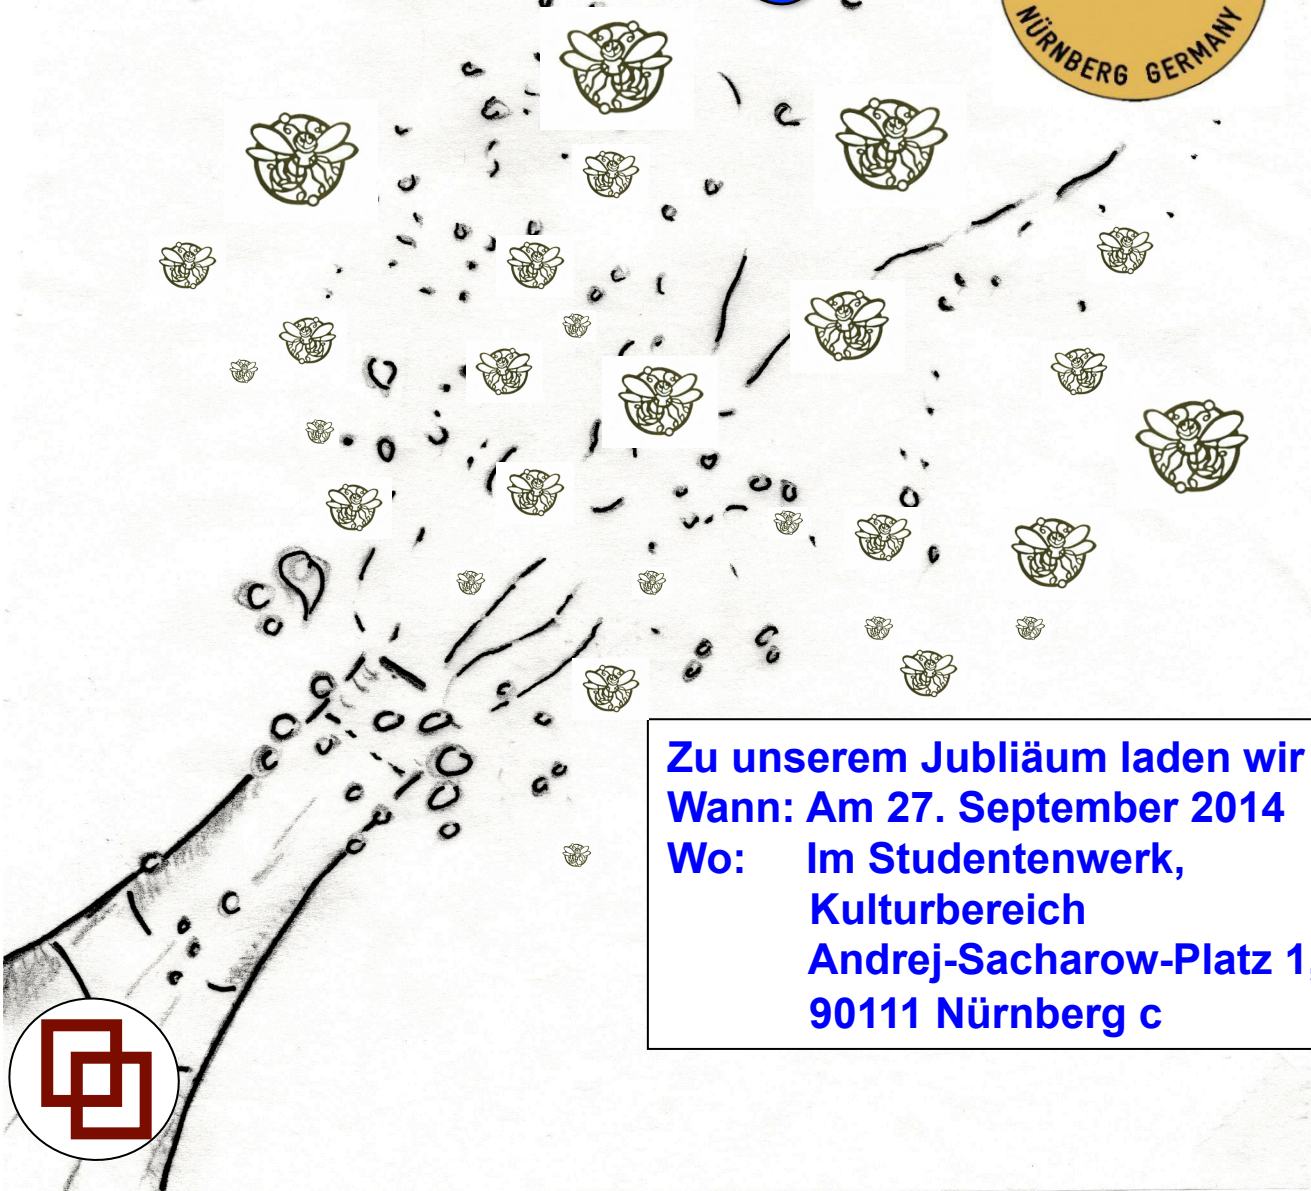 NÜRNBERG GERMANY
Zu unserem Jubliäum laden wir
Wann: Am 27. September 2014
Wo: Im Studentenwerk,
Kulturbereich
Andrej-Sacharow-Platz 1,
90111 Nürnberg c